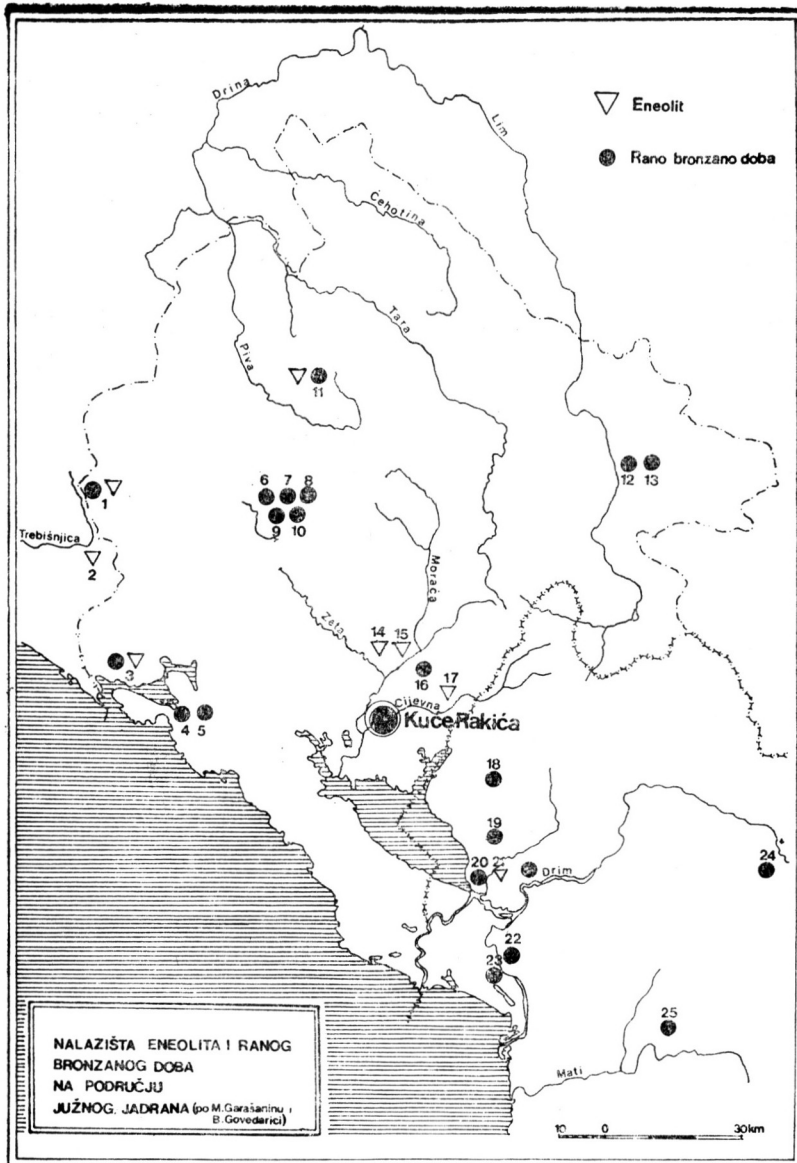 Drina
Lim
Eneolit
Rano bronzano doba
Ćehotina
Tara
Piva
11
12 13
6 7 8
9 10
1
Trebišnjica
2
Morača
Zeta
14 15
3
16
17
Cijevna
Kuće Rakića
4 5
18
19
20
Drim
24
22
23
25
Mati
NALAZIŠTA ENEOLITA I RANOG
BRONZANOG DOBA
NA PODRUČJU
JUŽNOG JADRANA (po M.Garašaninu i
B.Govedarici)
10 0 30km